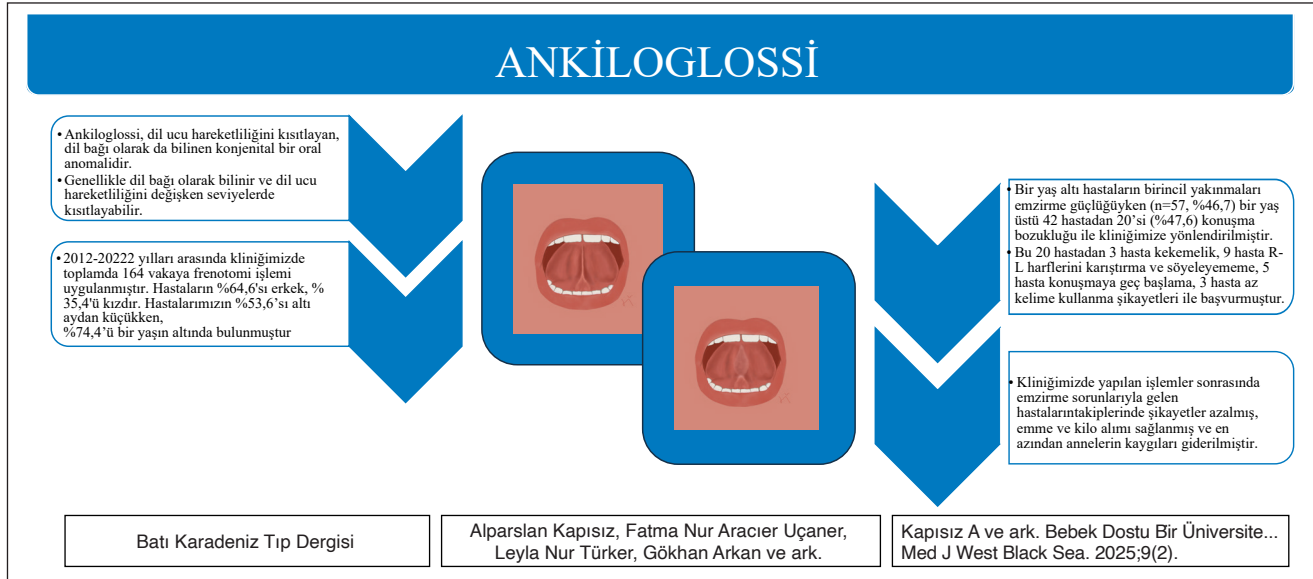 ANKİLOGLOSSİ
• Ankiloglossi, dil ucu hareketliliğini kısıtlayan,
dil bağı olarak da bilinen konjenital bir oral
anomalidir.
• Genellikle dil bağı olarak bilinir ve dil ucu
hareketliliğini değişken seviyelerde
kısıtlayabilir.
• 2012-20222 yılları arasında kliniğimizde
toplamda 164 vakaya frenotomi işlemi
uygulanmıştır. Hastaların %64,6'sı erkek, %
35,4'ü kızdır. Hastalarımızın %53,6’sı altı
aydan küçükken,
%74,4’ü bir yaşın altında bulunmuştur
• Bir yaş altı hastaların birincil yakınmaları
emzirme güçlüğüyken (n=57, %46,7) bir yaş
üstü 42 hastadan 20’si (%47,6) konuşma
bozukluğu ile kliniğimize yönlendirilmiştir.
• Bu 20 hastadan 3 hasta kekemelik, 9 hasta R-
L harflerini karıştırma ve söyleyememe, 5
hasta konuşmaya geç başlama, 3 hasta az
kelime kullanma şikayetleri ile başvurmuştur.
• Kliniğimizde yapılan işlemler sonrasında
emzirme sorunlarıyla gelen
hastalarıntakiplerinde şikayetler azalmış,
emme ve kilo alımı sağlanmış ve en
azından annelerin kaygıları giderilmiştir.
Batı Karadeniz Tıp Dergisi
Alparslan Kapısız, Fatma Nur Aracıer Uçaner,
Leyla Nur Türker, Gökhan Arkan ve ark.
Kapısız A ve ark. Bebek Dostu Bir Üniversite...
Med J West Black Sea. 2025;9(2).